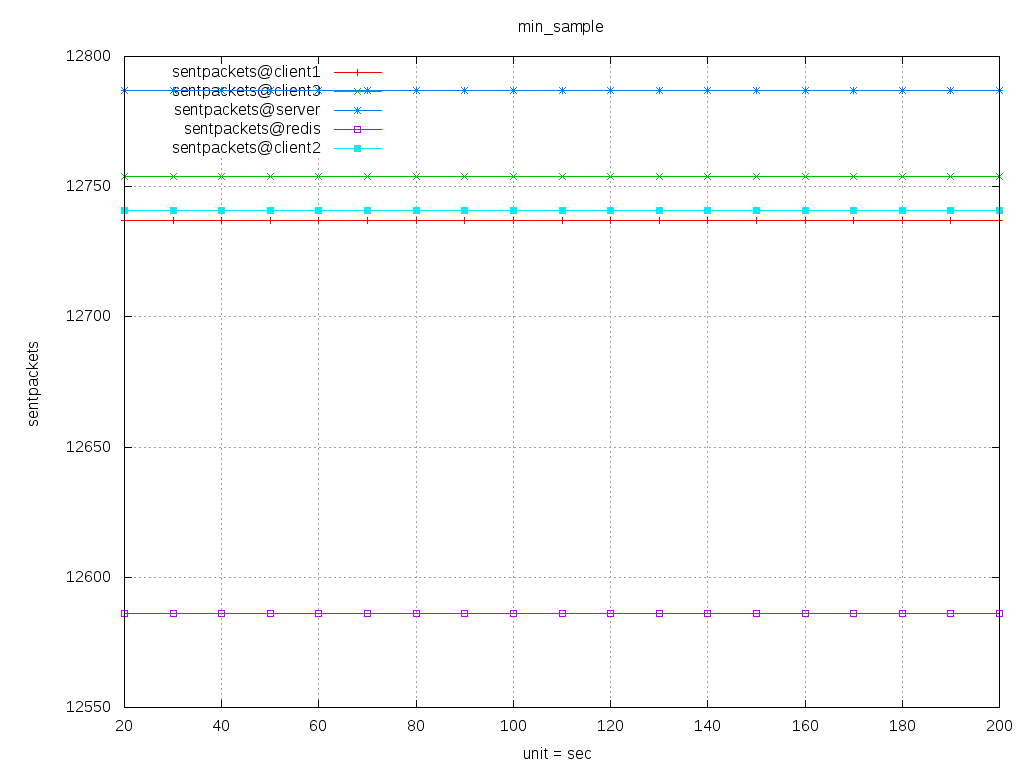 min_sample
12800
12750
12700
12650
12600
12550
sentpackets
sentpackets@client1
sentpackets@client3
sentpackets@server
sentpackets@redis
sentpackets@client2
20 40 60 80 100 120 140 160 180 200
unit = sec